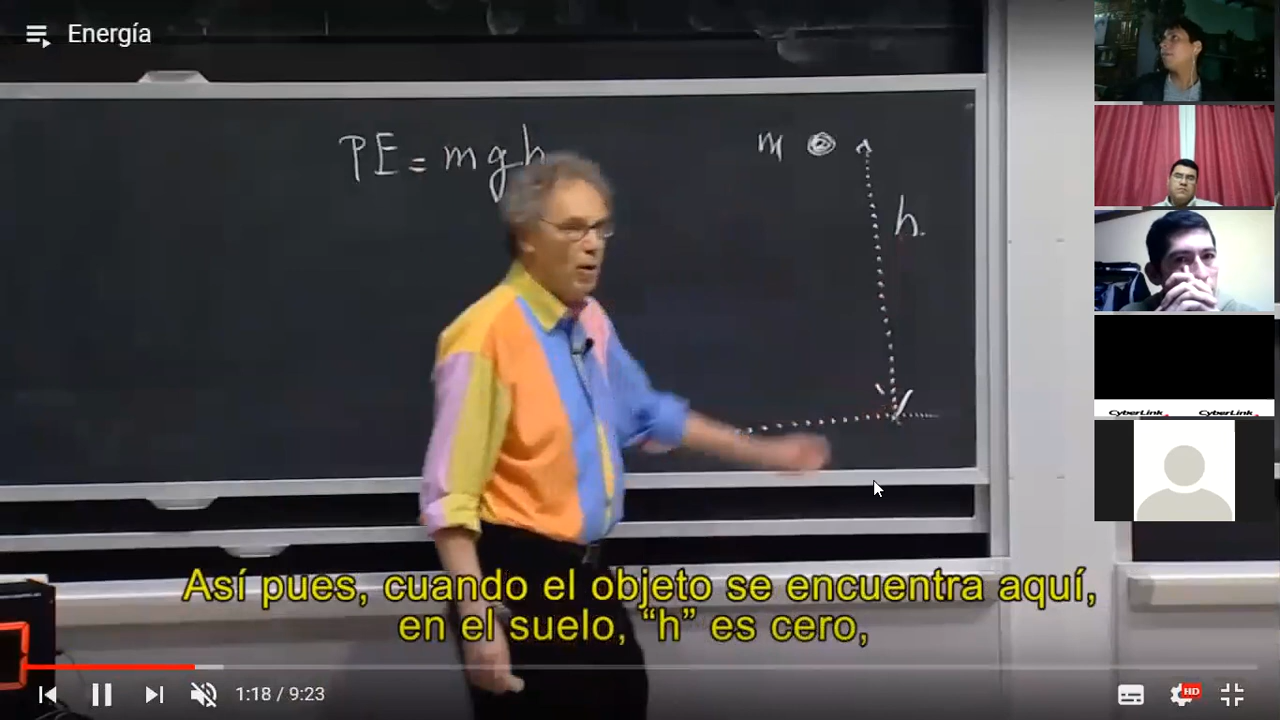 Energía
PE = mgh
m
h
CyberLink CyberLink
Así pues, cuando el objeto se encuentra aquí,
en el suelo, “h” es cero,
1:18 / 9:23
HD